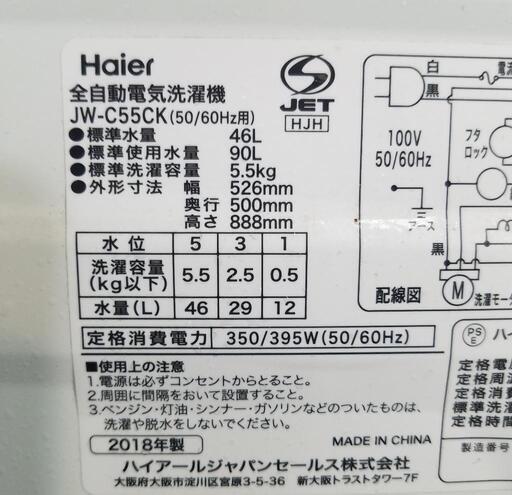 Haier
全自動電気洗濯機
JW-C55CK(50/60Hz用)
●標準水量 46L
●標準使用水量 90L
●標準洗濯容量 5.5kg
●外形寸法 幅 526mm
奥行 500mm
高さ 888mm
S
JET
HJH
水位 5 3 1
洗濯容量(kg以下) 5.5 2.5 0.5
水量(L) 46 29 12
定格消費電力 350/395W(50/60Hz)
■使用上の注意
1.電源は必ずコンセントからとること。
2.周囲に間隔をおいて設置すること。
3.ベンジン・灯油・シンナー・ガソリンなどのついたものは、
洗濯や脱水をしないでください。
2018年製
MADE IN CHINA
ハイアールジャパンセールス株式会社
大阪府大阪市淀川区宮原3-5-36 新大阪トラストタワー7F
白
黒
100V
50/60Hz
フタ
ロック
アース
黒
配線図
M
洗濯モー
PS
E
ハイ
定格電
定格周
定格消
標準洗
定格時
製造番号